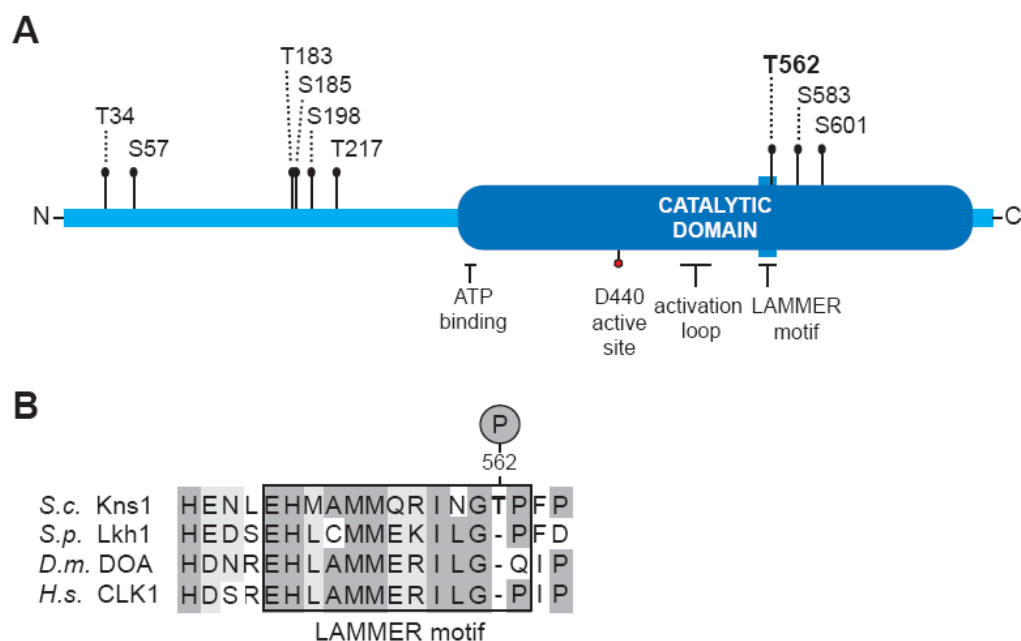 A
T183
S185
T34
S198
S57
T217
T562
S583
S601
N
CATALYTIC
DOMAIN
C
ATP
binding
D440
active
site
activation
loop
LAMMER
motif
B
P
562
S.c. Kns1 HENLEHMAMMQRINGTPFP
S.p. Lkh1 HEDSEHLCMMEKILG-PFD
D.m. DOA HDNREHLAMMERILG-QIP
H.s. CLK1 HDSREHLAMMERILG-PIP
LAMMER motif